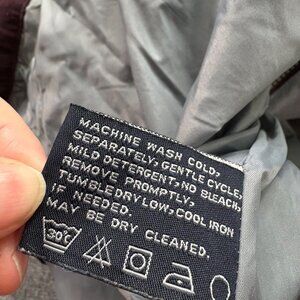 MACHINE WASH COLD,
SEPARATELY, GENTLE CYCLE,
MILD DETERGENT, NO BLEACH,
REMOVE PROMPTLY,
TUMBLE DRY LOW, COOL IRON
IF NEEDED.
MAY BE DRY CLEANED.
30°C